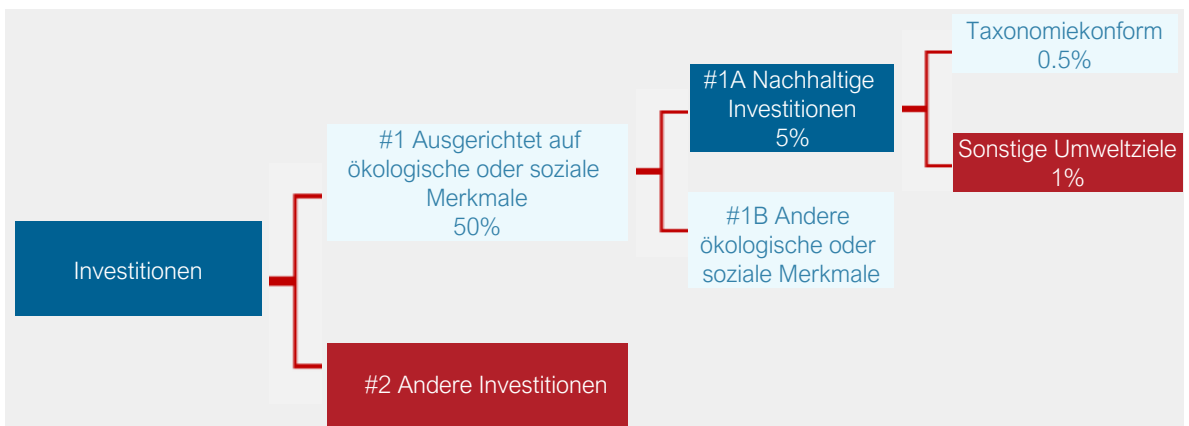 Investitionen
#1 Ausgerichtet auf
ökologische oder soziale
Merkmale
50%
#2 Andere Investitionen
#1A Nachhaltige
Investitionen
5%
#1B Andere
ökologische oder
soziale Merkmale
Taxonomiekonform
0.5%
Sonstige Umweltziele
1%